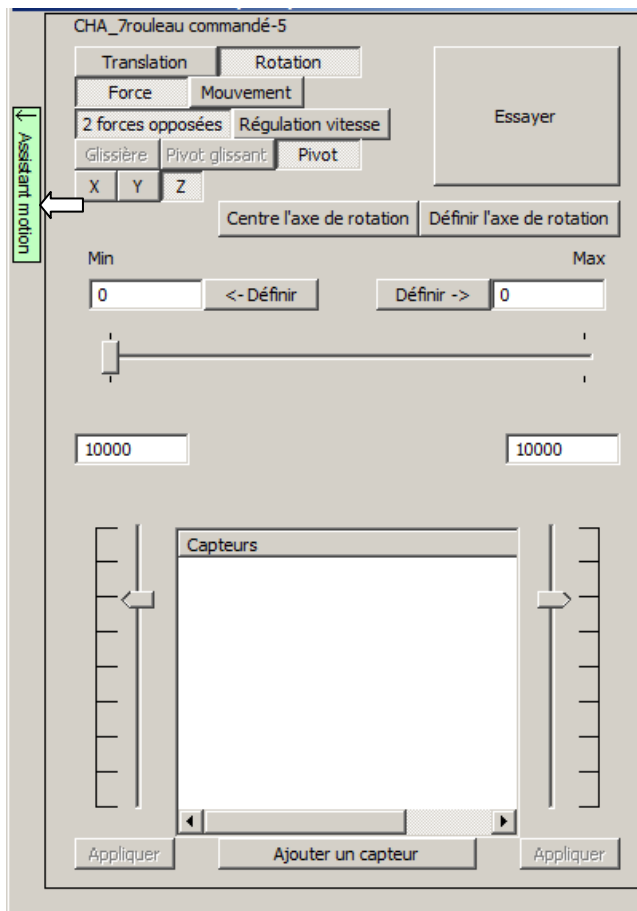 CHA_7rouleau commandé-5
Translation Rotation
Force Mouvement
Essayer
2 forces opposées Régulation vitesse
Glissière Pivot glissant Pivot
X Y Z
Centre l'axe de rotation Définir l'axe de rotation
← Assistant motion
Min Max
0 <- Définir Définir -> 0
10000 10000
Capteurs
Appliquer Ajouter un capteur Appliquer